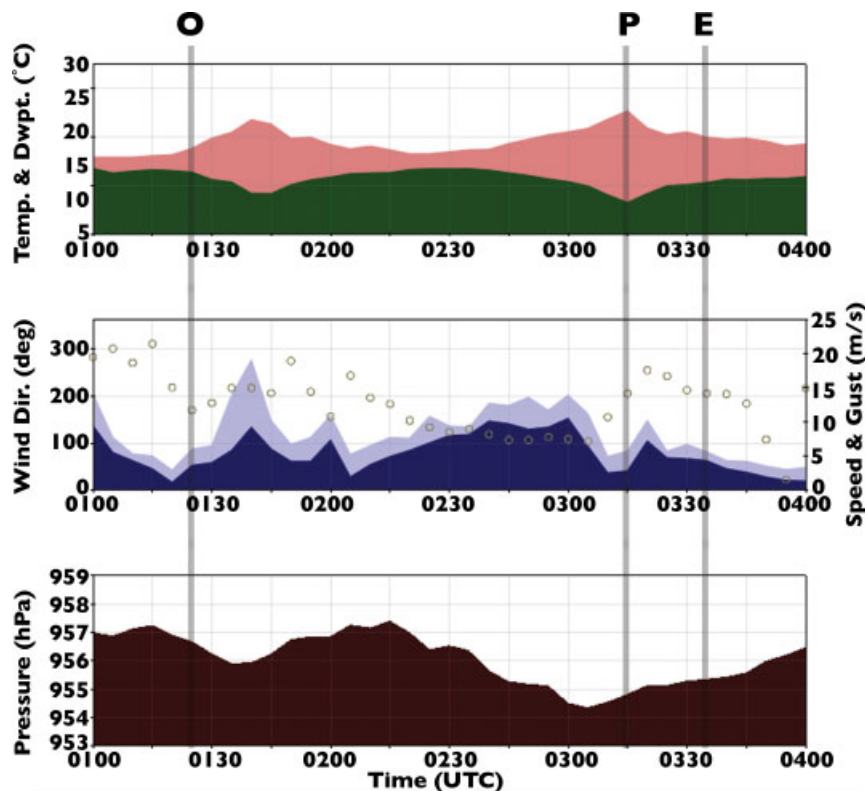 O P E
Temp. & Dwpt. (°C)
30
25
20
15
10
5
0100 0130 0200 0230 0300 0330 0400
Wind Dir. (deg)
300
200
100
0
25
20
15
10
5
0
Speed & Gust (m/s)
0100 0130 0200 0230 0300 0330 0400
Pressure (hPa)
959
958
957
956
955
954
953
0100 0130 0200 0230 0300 0330 0400
Time (UTC)